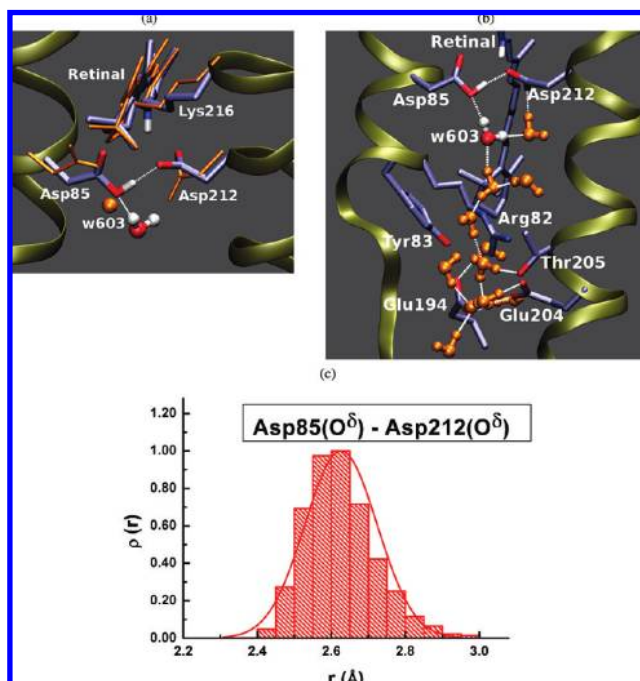 (a)
(b)
Retinal
Lys216
Asp85
Asp212
w603
Retinal
Asp85
Asp212
w603
Arg82
Tyr83
Thr205
Glu194
Glu204
(c)
Asp85(O^δ) - Asp212(O^δ)
ρ (r)
1.20
1.00
0.80
0.60
0.40
0.20
0.00
2.2 2.4 2.6 2.8 3.0
r (Å)